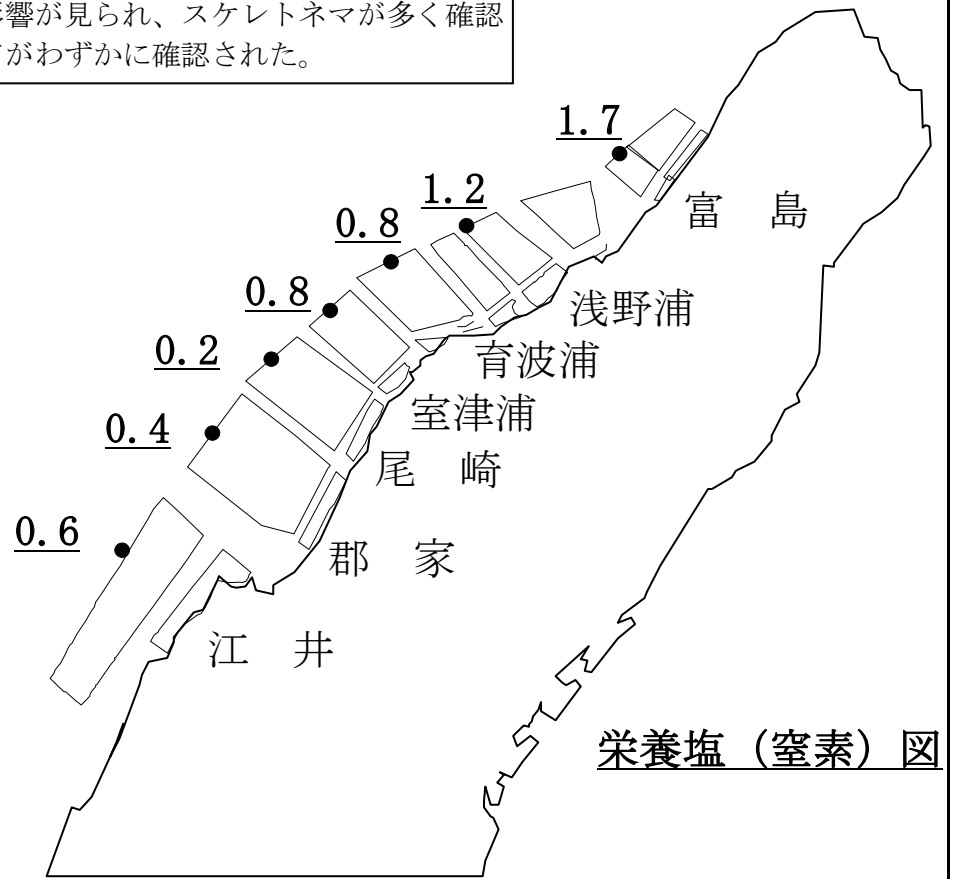 響が見られ、スケレトネマが多く確認
がわずかに確認された。
1.7
富 島
1.2
0.8
浅野浦
0.8
育波浦
0.2
室津浦
0.4
尾 崎
0.6
郡 家
江 井
栄養塩（窒素）図